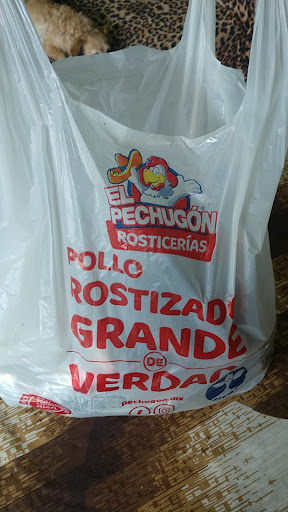 EL
PECHUGÓN
ROSTICERÍAS
POLLO
ROSTIZADO
GRANDE
DE
VERDAD
pechugon.mx